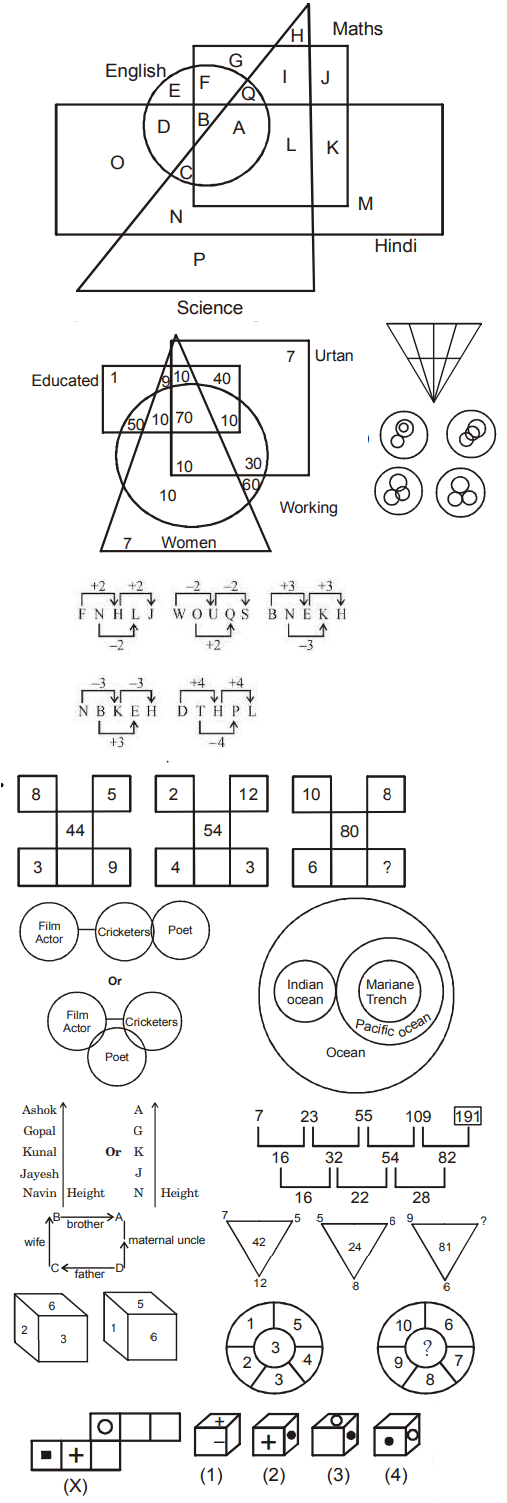 H
Maths
G
English
F
I
J
E
Q
B
D
A
L
K
O
C
M
N
Hindi
P
Science
7
Urtan
Educated
1
9
10
40
50
10
70
10
10
30
60
10
Working
7
Women
+2 +2
F N H L J
−2
−2 −2
W O U Q S
+2
+3 +3
B N E K H
−3
−3 −3
N B K E H
+3
+4 +4
D T H P L
−4
8 5
44
3 9
2 12
54
4 3
10 8
80
6 ?
Film
Actor
Cricketers
Poet
Or
Film
Actor
Cricketers
Poet
Indian
ocean
Mariane
Trench
Pacific ocean
Ocean
Ashok
Gopal
Kunal
Jayesh
Navin
Height
Or
A
G
K
J
N
Height
7 23 55 109 191
16 32 54 82
16 22 28
B
brother
A
wife
maternal uncle
C
father
D
7 5
42
12
5 6
24
8
9 ?
81
6
6
2
3
5
1
6
1 5
3
2 4
3
10 6
?
9 7
8
+
(X)
+
−
(1)
+
(2)
(3)
(4)